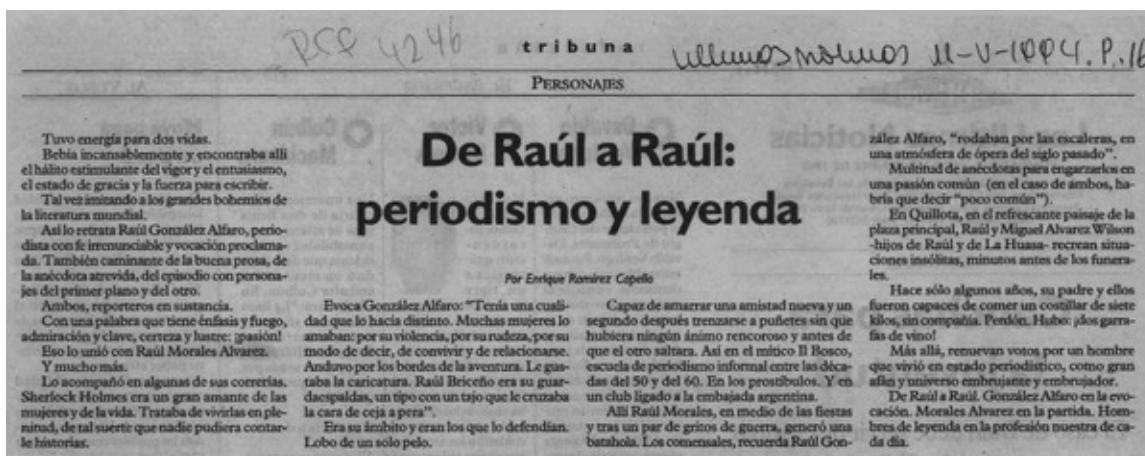 tribuna
11-V-1994. P. 16
PERSONAJES
De Raúl a Raúl:
periodismo y leyenda
Por Enrique Ramírez Capello
Tuvo energía para dos vidas.
Bebía incansablemente y encontraba allí
el hálito estimulante del vigor y el entusiasmo,
el estado de gracia y la fuerza para escribir.
Tal vez imitando a los grandes bohemios de
la literatura mundial.
Así lo retrata Raúl González Alfaro, perio-
dista con fe irrenunciable y vocación proclama-
da. También caminante de la buena prosa, de
la anécdota atrevida, del episodio con persona-
jes del primer plano y del otro.
Ambos, reporteros en sustancia.
Con una palabra que tiene énfasis y fuego,
admiración y clave, certeza y lustre: ¡pasión!
Eso lo unió con Raúl Morales Alvarez.
Y mucho más.
Lo acompañó en algunas de sus correrías.
Sherlock Holmes era un gran amante de las
mujeres y de la vida. Trataba de vivirlas en ple-
nitud, de tal suerte que nadie pudiera contar-
le historias.
Evoca González Alfaro: “Tenía una cuali-
dad que lo hacía distinto. Muchas mujeres lo
amaban: por su violencia, por su rudeza, por su
modo de decir, de convivir y de relacionarse.
Anduvo por los bordes de la aventura. Le gus-
taba la caricatura. Raúl Briceño era su guar-
daespaldas, un tipo con un tajo que le cruzaba
la cara de ceja a pera”.
Era su ámbito y eran los que lo defendían.
Lobo de un solo pelo.
Capaz de amarrar una amistad nueva y un
segundo después trenzarse a puñetes sin que
hubiera ningún ánimo rencoroso y antes de
que el otro saltara. Así en el mítico Il Bosco,
escuela de periodismo informal entre las déca-
das del 50 y del 60. En los prostíbulos. Y en
un club ligado a la embajada argentina.
Allí Raúl Morales, en medio de las fiestas
y tras un par de gritos de guerra, generó una
batahola. Los comensales, recuerda Raúl Gon-
zález Alfaro, “rodaban por las escaleras, en
una atmósfera de ópera del siglo pasado”.
Multitud de anécdotas para engarzarlos en
una pasión común (en el caso de ambos, ha-
bría que decir “poco común”).
En Quillota, en el refrescante paisaje de la
plaza principal, Raúl y Miguel Alvarez Wilson
-hijos de Raúl y de La Huasa- recrean situa-
ciones insólitas, minutos antes de los funera-
les.
Hace sólo algunos años, su padre y ellos
fueron capaces de comer un costillar de siete
kilos, sin compañía. Perdón. Hubo: ¡dos garra-
fas de vino!
Más allá, renuevan votos por un hombre
que vivió en estado periodístico, como gran
afán y universo embrujante y embrujador.
De Raúl a Raúl. González Alfaro en la evo-
cación. Morales Alvarez en la partida. Hom-
bres de leyenda en la profesión nuestra de ca-
da día.